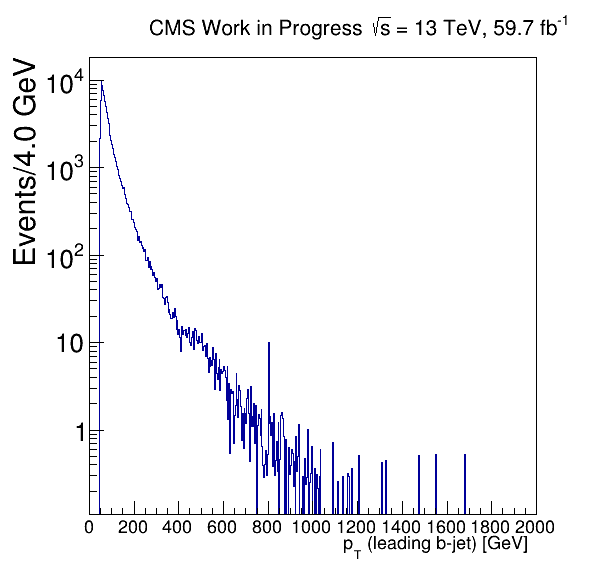 CMS Work in Progress √s = 13 TeV, 59.7 fb⁻¹
Events/4.0 GeV
10⁴
10³
10²
10
1
0 200 400 600 800 1000 1200 1400 1600 1800 2000
p_T (leading b-jet) [GeV]